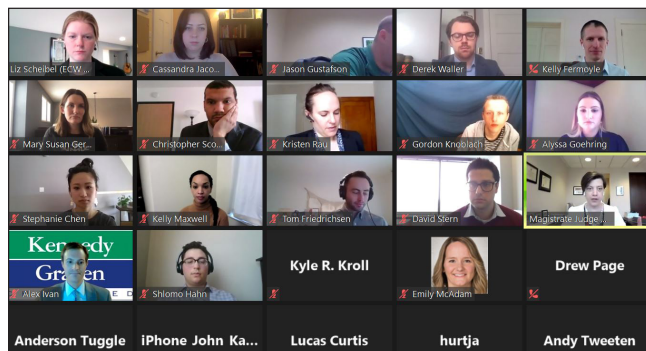 Liz Scheibel (ECW ...
Cassandra Jaco...
Jason Gustafson
Derek Waller
Kelly Fermoyle
Mary Susan Ger...
Christopher Sco...
Kristen Rau
Gordon Knoblach
Alyssa Goehring
Stephanie Chen
Kelly Maxwell
Tom Friedrichsen
David Stern
Magistrate Judge ...
Kennedy
Graven
E D
Alex Ivan
Shlomo Hahn
Kyle R. Kroll
Emily McAdam
Drew Page
Anderson Tuggle
iPhone John Ka...
Lucas Curtis
hurtja
Andy Tweeten